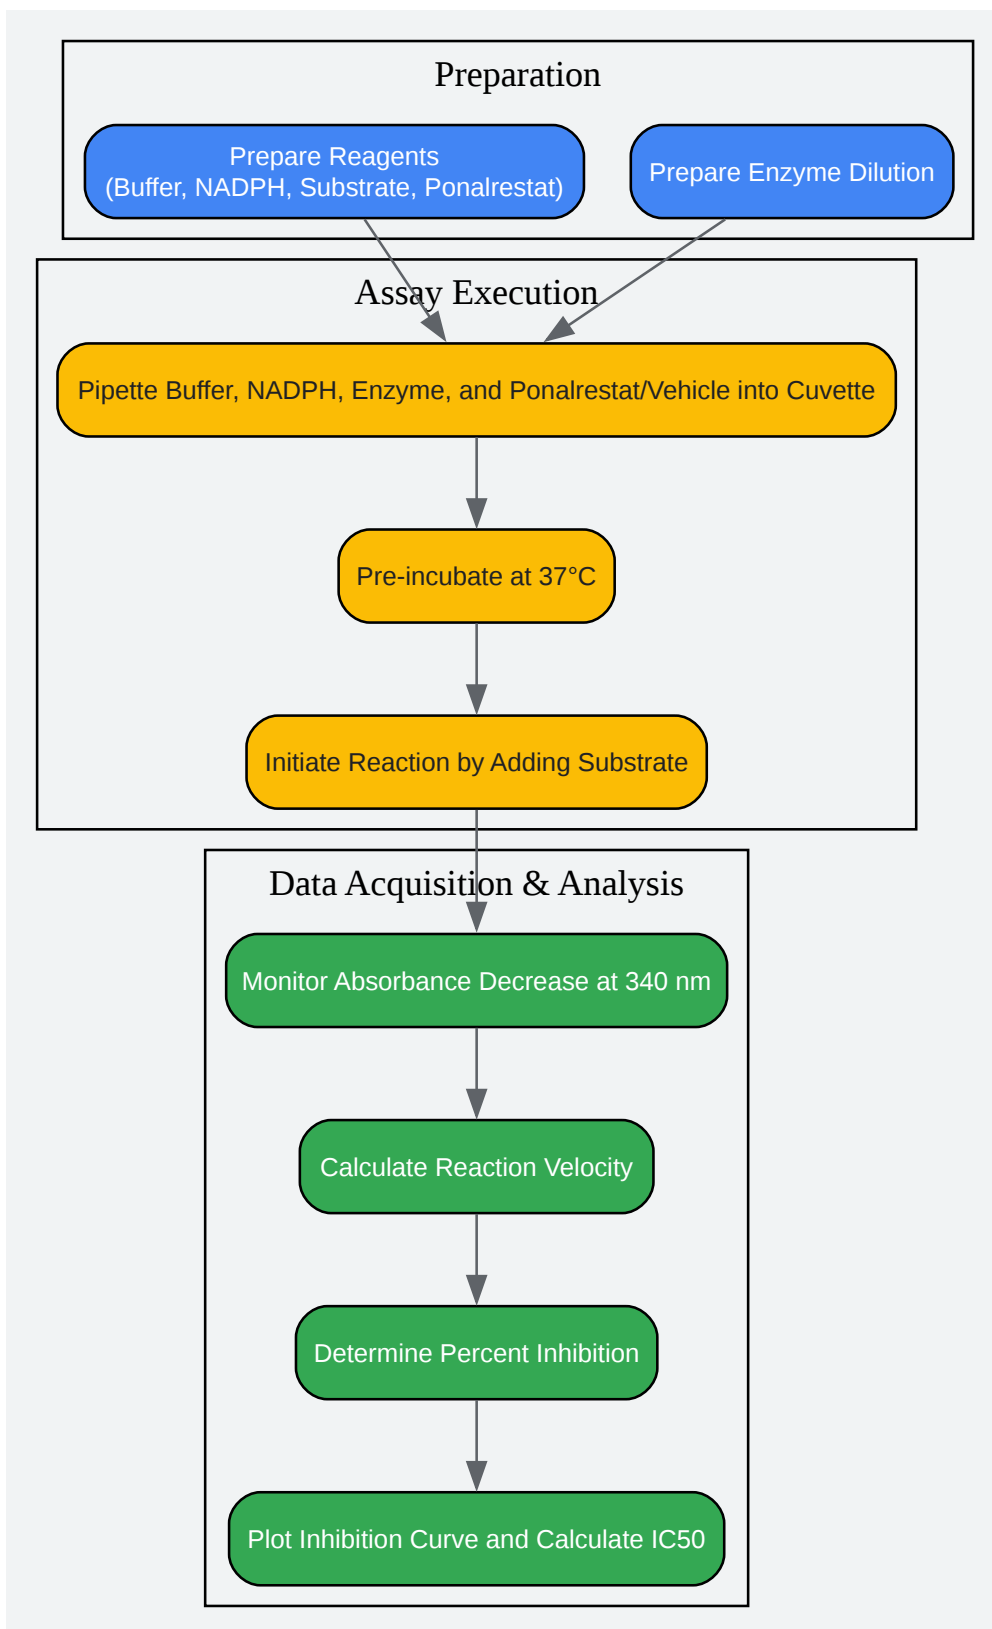 Preparation
Prepare Reagents
(Buffer, NADPH, Substrate, Ponalrestat)
Prepare Enzyme Dilution
Assay Execution
Pipette Buffer, NADPH, Enzyme, and Ponalrestat/Vehicle into Cuvette
Pre-incubate at 37°C
Initiate Reaction by Adding Substrate
Data Acquisition & Analysis
Monitor Absorbance Decrease at 340 nm
Calculate Reaction Velocity
Determine Percent Inhibition
Plot Inhibition Curve and Calculate IC50